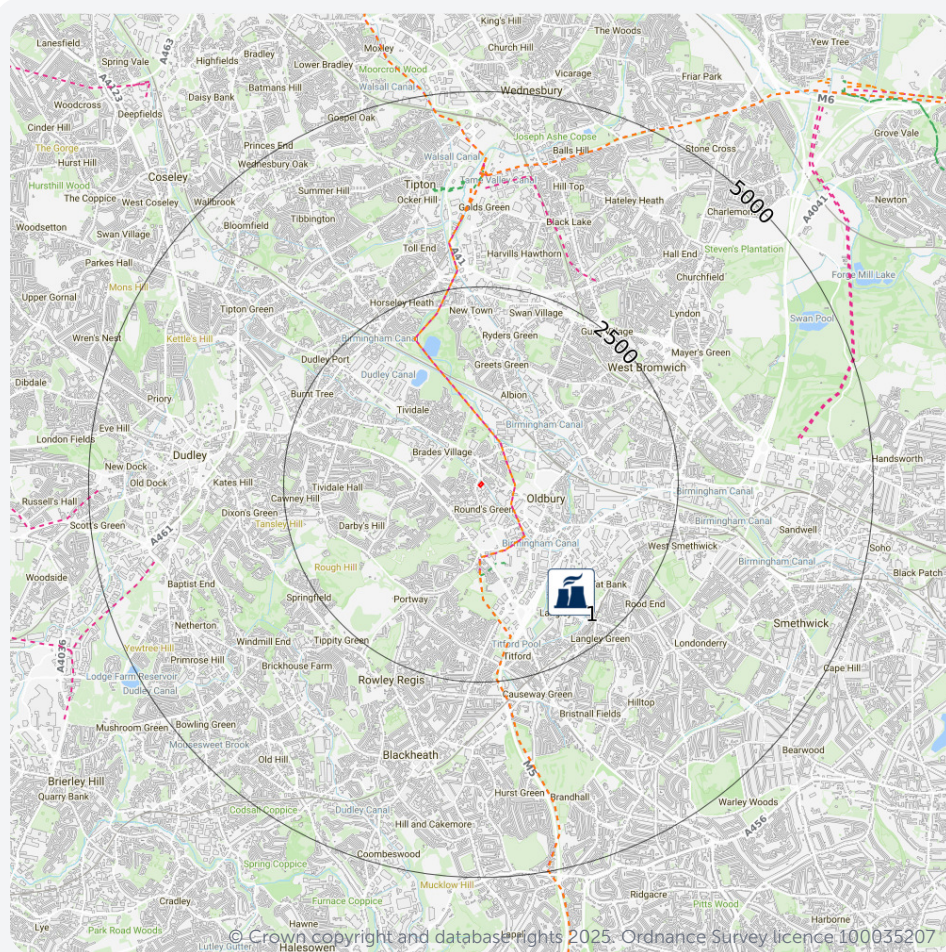 King's Hill
The Woods
Lanesfield
A463
Moxley
Church Hill
Yew Tree
Spring Vale
Highfields
Bradley
Lower Bradley
Moorcroft Wood
Vicarage
Friar Park
Batmans Hill
Walsall Canal
Wednesbury
Woodcross
Daisy Bank
M6
Deepfields
Gospel Oak
Cinder Hill
Joseph Ashe Copse
Grove Vale
The Gorge
Princes End
Balls Hill
Stone Cross
Hurst Hill
Wednesbury Oak
Walsall Canal
Coseley
Tame Valley Canal
Hursthill Wood
Summer Hill
Tipton
Hill Top
5000
The Coppice
West Coseley
Wallbrook
Ocker Hill
Golds Green
Hateley Heath
Newton
Charlemont
A4041
Woodsetton
Swan Village
Bloomfield
Tibbington
Black Lake
Toll End
A41
Harvills Hawthorn
Hall End
Steven's Plantation
Parkes Hall
Churchfield
Forge Mill Lake
Mons Hill
Upper Gornal
Tipton Green
Horseley Heath
New Town
Swan Village
Lyndon
Swan Pool
Wren's Nest
Kettle's Hill
Birmingham Canal
Ryders Green
2500
Dudley Port
Mayer's Green
Greets Green
West Bromwich
Dudley Canal
Dibdale
Burnt Tree
Priory
Tividale
Albion
Eve Hill
Birmingham Canal
London Fields
Dudley
Brades Village
Handsworth
New Dock
Old Dock
Kates Hill
Tividale Hall
Russell's Hall
Cawney Hill
Oldbury
Birmingham Canal
Dixon's Green
Round's Green
Scott's Green
Tansley Hill
Darby's Hill
Birmingham Canal
Sandwell
A461
Birmingham Canal
West Smethwick
Soho
Rough Hill
Birmingham Canal
Woodside
Baptist End
Black Patch
Springfield
Portway
Rood End
1
Netherton
Smethwick
Windmill End
Tippity Green
Langley Green
Londonderry
Yewtree Hill
Titford Pool
A4036
Primrose Hill
Brickhouse Farm
Titford
Cape Hill
Lodge Farm Reservoir
Rowley Regis
Dudley Canal
Causeway Green
Hilltop
Mushroom Green
Bowling Green
Bristnall Fields
Mousesweet Brook
Blackheath
Bearwood
Old Hill
M5
Brierley Hill
Hurst Green
Brandhall
Quarry Bank
Warley Woods
Codsall Coppice
Dudley Canal
Hill and Cakemore
A456
Coombeswood
Spring Coppice
Mucklow Hill
Cradley
Furnace Coppice
Ridgacre
Pitts Wood
Lye
Park Road Woods
Hawne
Harborne
Lutley Gutter
Halesowen
© Crown copyright and database rights 2025. Ordnance Survey licence 100035207